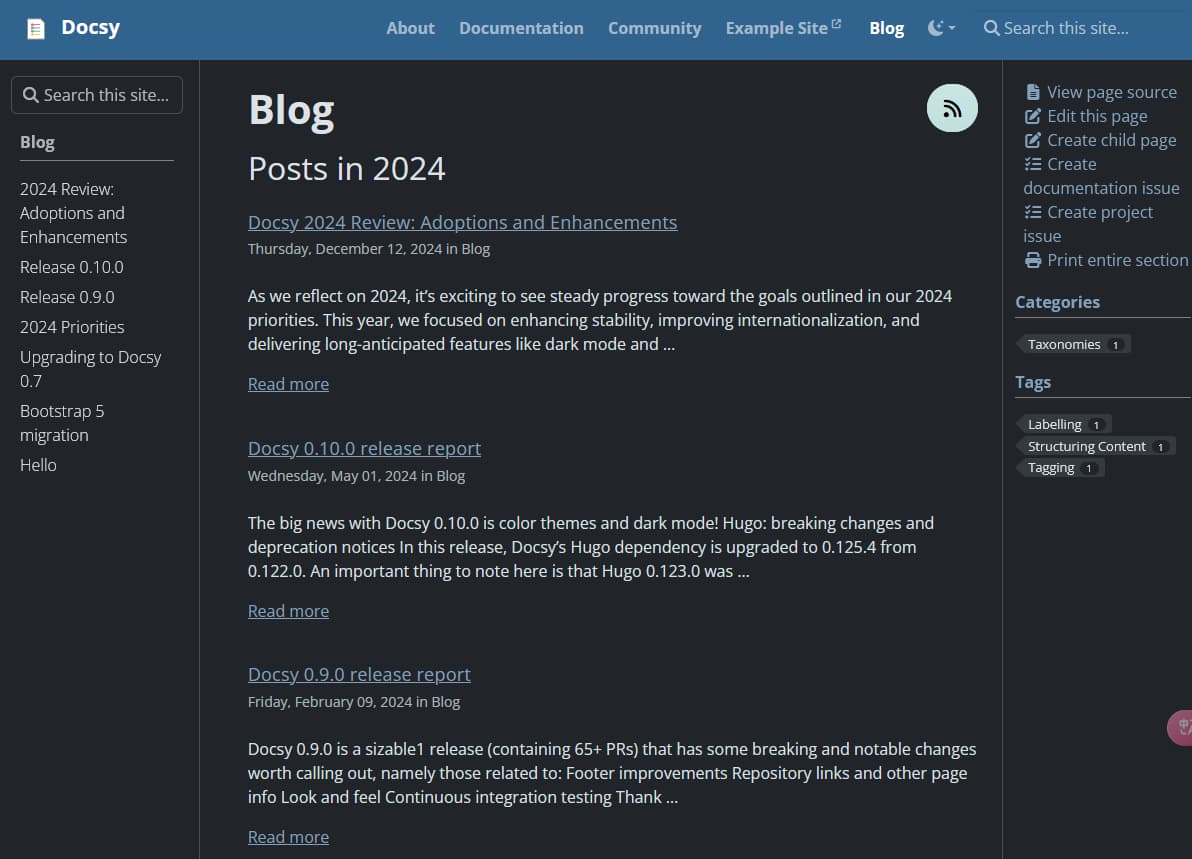 Docsy
About
Documentation
Community
Example Site
Blog
Search this site…
Search this site…
Blog
2024 Review:
Adoptions and
Enhancements
Release 0.10.0
Release 0.9.0
2024 Priorities
Upgrading to Docsy
0.7
Bootstrap 5
migration
Hello
Blog
Posts in 2024
Docsy 2024 Review: Adoptions and Enhancements
Thursday, December 12, 2024 in Blog
As we reflect on 2024, it’s exciting to see steady progress toward the goals outlined in our 2024
priorities. This year, we focused on enhancing stability, improving internationalization, and
delivering long-anticipated features like dark mode and …
Read more
Docsy 0.10.0 release report
Wednesday, May 01, 2024 in Blog
The big news with Docsy 0.10.0 is color themes and dark mode! Hugo: breaking changes and
deprecation notices In this release, Docsy’s Hugo dependency is upgraded to 0.125.4 from
0.122.0. An important thing to note here is that Hugo 0.123.0 was …
Read more
Docsy 0.9.0 release report
Friday, February 09, 2024 in Blog
Docsy 0.9.0 is a sizable1 release (containing 65+ PRs) that has some breaking and notable changes
worth calling out, namely those related to: Footer improvements Repository links and other page
info Look and feel Continuous integration testing Thank …
Read more
View page source
Edit this page
Create child page
Create
documentation issue
Create project
issue
Print entire section
Categories
Taxonomies 1
Tags
Labelling 1
Structuring Content 1
Tagging 1